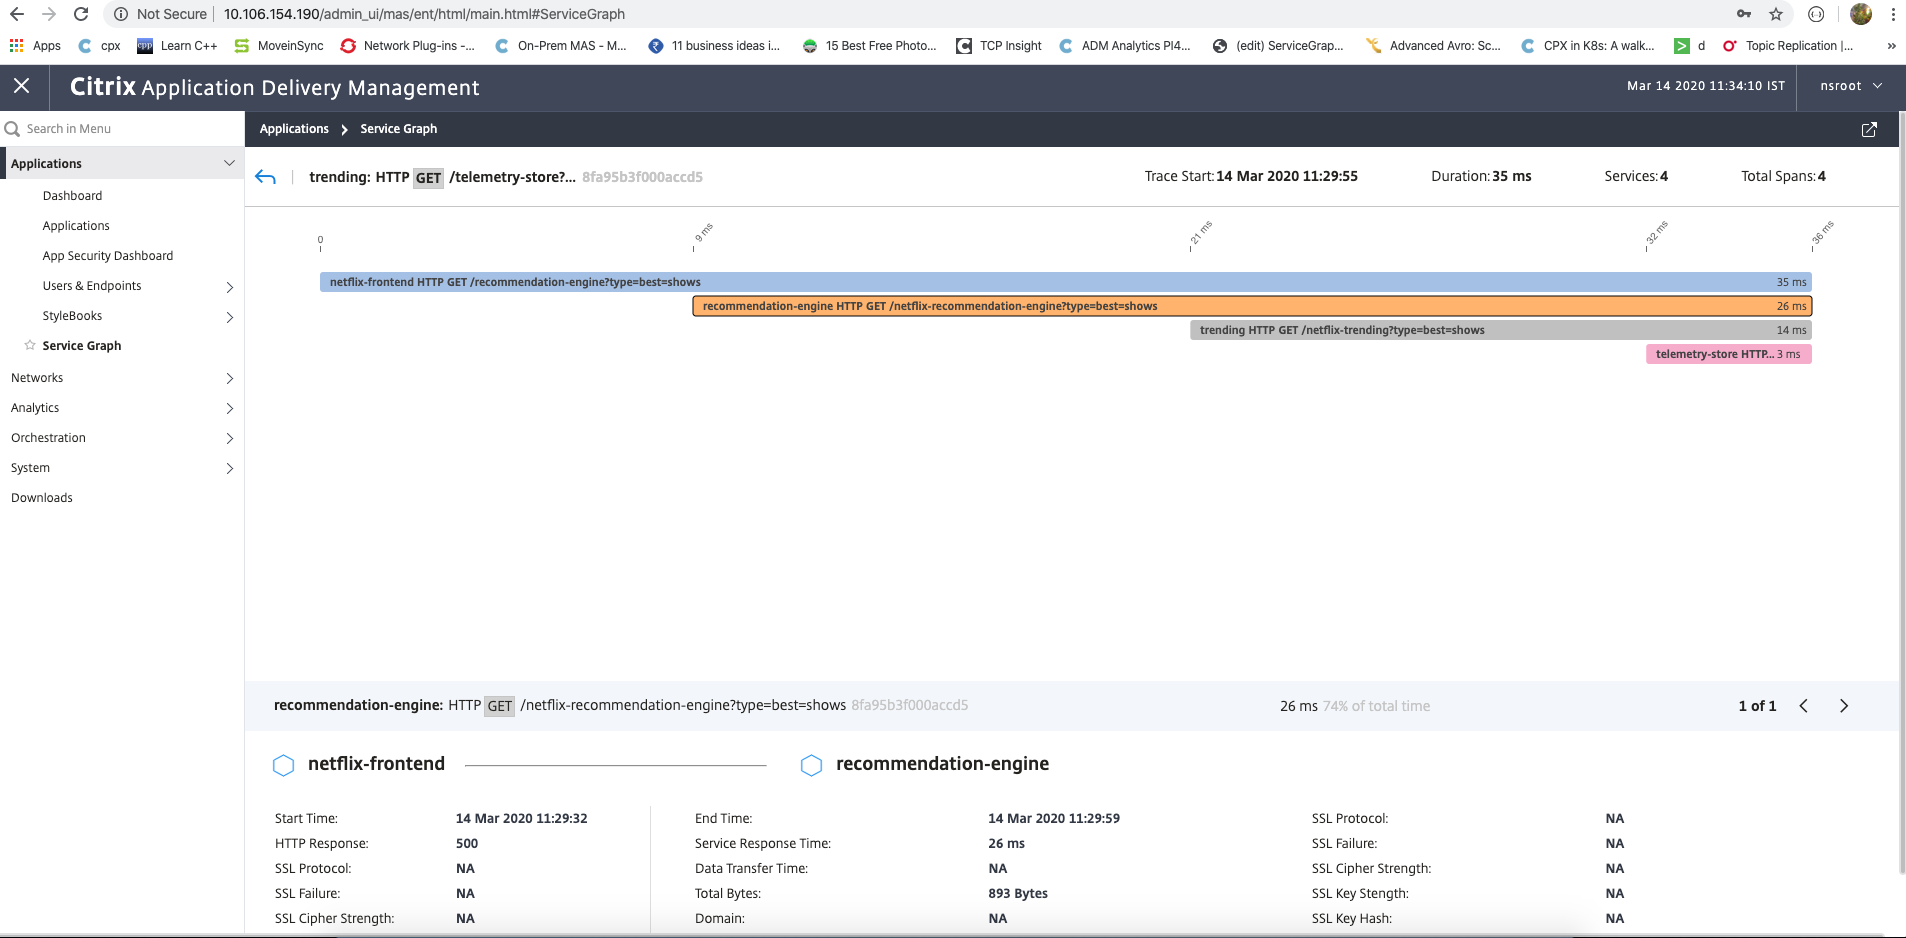 Not Secure | 10.106.154.190/admin_ui/mas/ent/html/main.html#ServiceGraph
Apps cpx cpp Learn C++ MoveinSync Network Plug-ins -... On-Prem MAS - M... 11 business ideas i... 15 Best Free Photo... TCP Insight ADM Analytics PI4... (edit) ServiceGrap... Advanced Avro: Sc... CPX in K8s: A walk... d Topic Replication |... »
Citrix Application Delivery Management Mar 14 2020 11:34:10 IST nsroot
Search in Menu Applications Service Graph
Applications
Dashboard
Applications
App Security Dashboard
Users & Endpoints
StyleBooks
Service Graph
Networks
Analytics
Orchestration
System
Downloads
trending: HTTP GET /telemetry-store?... 8fa95b3f000accd5 Trace Start: 14 Mar 2020 11:29:55 Duration: 35 ms Services: 4 Total Spans: 4
0 9 ms 21 ms 32 ms 36 ms
netflix-frontend HTTP GET /recommendation-engine?type=best=shows 35 ms
recommendation-engine HTTP GET /netflix-recommendation-engine?type=best=shows 26 ms
trending HTTP GET /netflix-trending?type=best=shows 14 ms
telemetry-store HTTP... 3 ms
recommendation-engine: HTTP GET /netflix-recommendation-engine?type=best=shows 8fa95b3f000accd5 26 ms 74% of total time 1 of 1
netflix-frontend recommendation-engine
Start Time: 14 Mar 2020 11:29:32 End Time: 14 Mar 2020 11:29:59 SSL Protocol: NA
HTTP Response: 500 Service Response Time: 26 ms SSL Failure: NA
SSL Protocol: NA Data Transfer Time: NA SSL Cipher Strength: NA
SSL Failure: NA Total Bytes: 893 Bytes SSL Key Stength: NA
SSL Cipher Strength: NA Domain: NA SSL Key Hash: NA